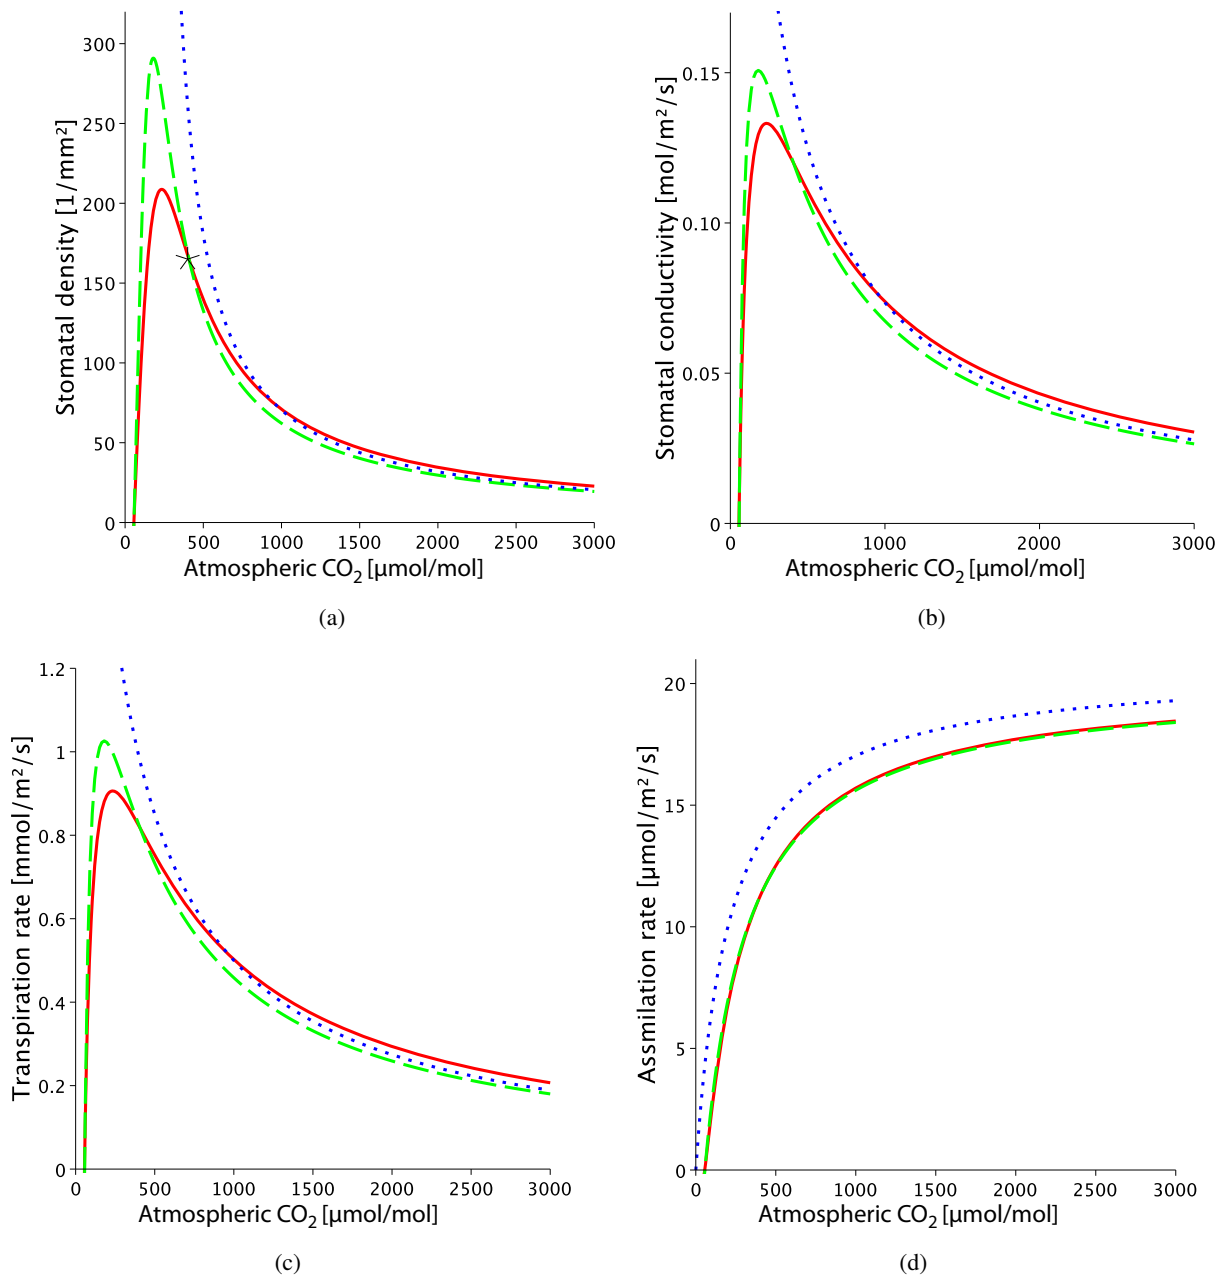 Stomatal density [1/mm²]
300
250
200
150
100
50
0
0 500 1000 1500 2000 2500 3000
Atmospheric CO₂ [µmol/mol]
(a)
Stomatal conductivity [mol/m²/s]
0.15
0.10
0.05
0
0 1000 2000 3000
Atmospheric CO₂ [µmol/mol]
(b)
Transpiration rate [mmol/m²/s]
1.2
1
0.8
0.6
0.4
0.2
0
0 500 1000 1500 2000 2500 3000
Atmospheric CO₂ [µmol/mol]
(c)
Assmilation rate [µmol/m²/s]
20
15
10
5
0
0 500 1000 1500 2000 2500 3000
Atmospheric CO₂ [µmol/mol]
(d)